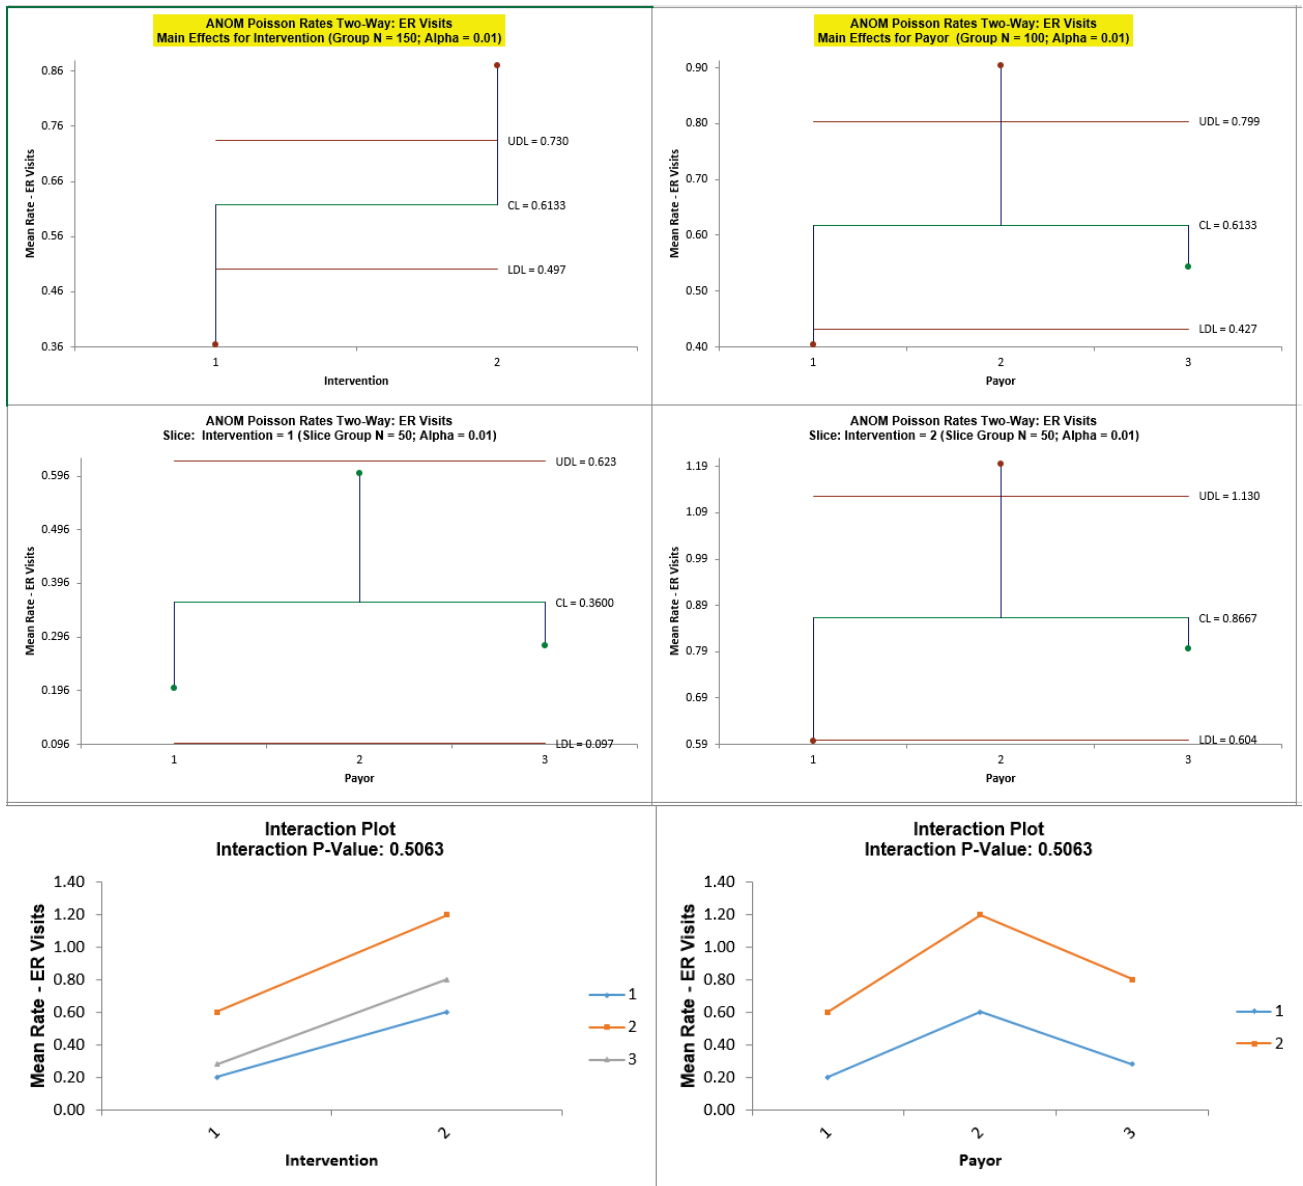 ANOM Poisson Rates Two-Way: ER Visits
Main Effects for Intervention (Group N = 150; Alpha = 0.01)
Mean Rate - ER Visits
0.86
0.76
0.66
0.56
0.46
0.36
UDL = 0.730
CL = 0.6133
LDL = 0.497
1
2
Intervention
ANOM Poisson Rates Two-Way: ER Visits
Main Effects for Payor (Group N = 100; Alpha = 0.01)
Mean Rate - ER Visits
0.90
0.80
0.70
0.60
0.50
0.40
UDL = 0.799
CL = 0.6133
LDL = 0.427
1
2
3
Payor
ANOM Poisson Rates Two-Way: ER Visits
Slice: Intervention = 1 (Slice Group N = 50; Alpha = 0.01)
Mean Rate - ER Visits
0.596
0.496
0.396
0.296
0.196
0.096
UDL = 0.623
CL = 0.3600
LDL = 0.097
1
2
3
Payor
ANOM Poisson Rates Two-Way: ER Visits
Slice: Intervention = 2 (Slice Group N = 50; Alpha = 0.01)
Mean Rate - ER Visits
1.19
1.09
0.99
0.89
0.79
0.69
0.59
UDL = 1.130
CL = 0.8667
LDL = 0.604
1
2
3
Payor
Interaction Plot
Interaction P-Value: 0.5063
Mean Rate - ER Visits
1.40
1.20
1.00
0.80
0.60
0.40
0.20
0.00
1
2
3
1
2
Intervention
Interaction Plot
Interaction P-Value: 0.5063
Mean Rate - ER Visits
1.40
1.20
1.00
0.80
0.60
0.40
0.20
0.00
1
2
1
2
3
Payor